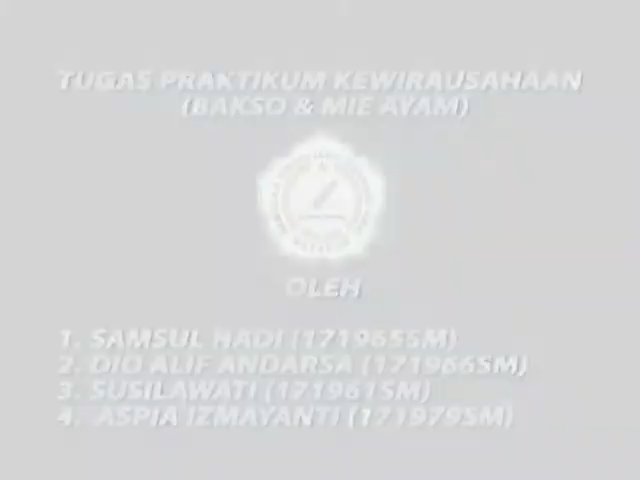 TUGAS PRAKTIKUM KEWIRAUSAHAAN
(BAKSO & MIE AYAM)
OLEH
1. SAMSUL HADI (171965SM)
2. DIO ALIF ANDARSA (171966SM)
3. SUSILAWATI (171961SM)
4. ASPIA IZMAYANTI (171979SM)